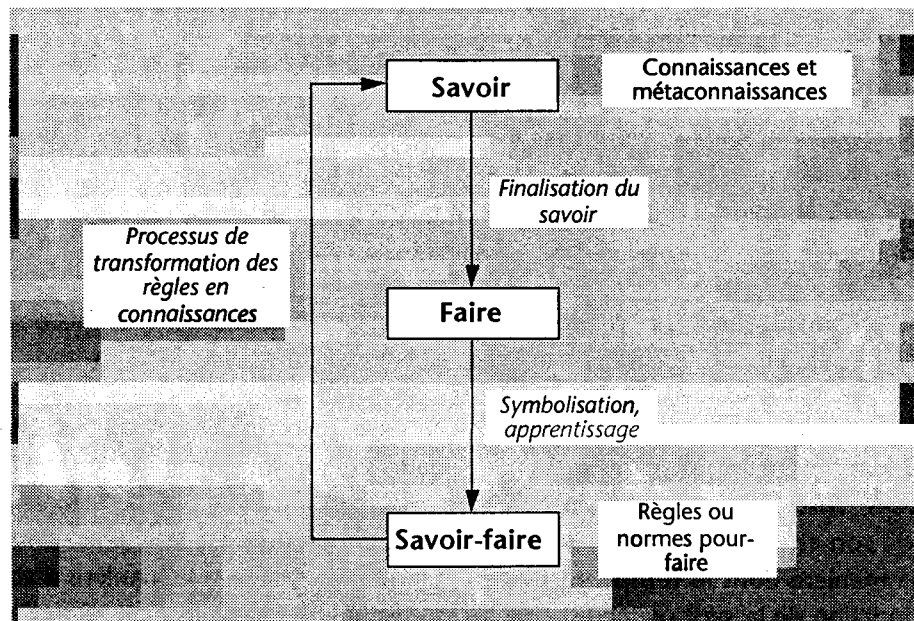 Savoir
Connaissances et
métaconnaissances
Finalisation du
savoir
Processus de
transformation des
règles en
connaissances
Faire
Symbolisation,
apprentissage
Savoir-faire
Règles ou
normes pour-
faire